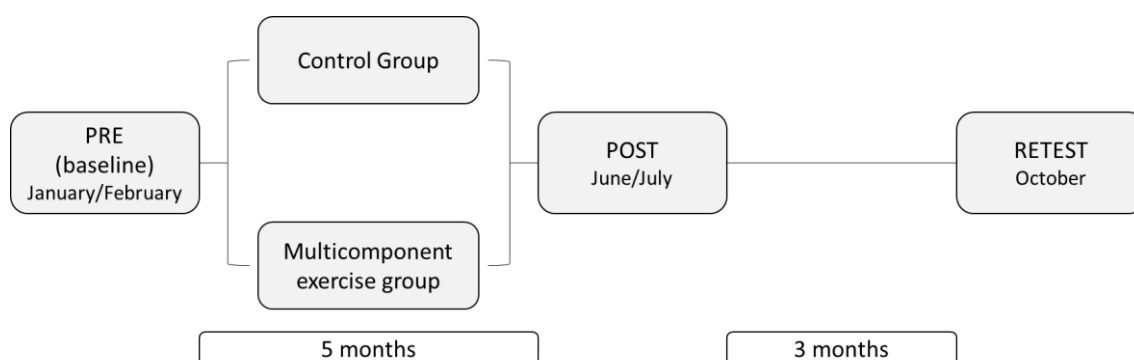 Control Group
PRE
(baseline)
January/February
POST
June/July
RETEST
October
Multicomponent
exercise group
5 months
3 months